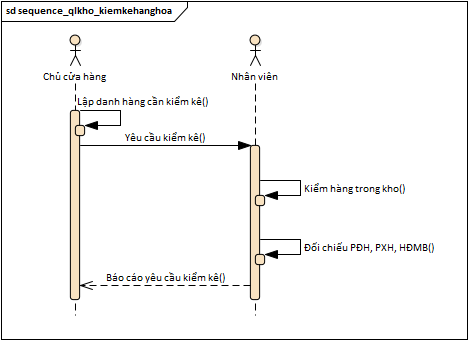 sd sequence_qlkho_kiemkehanghoa
Chủ cửa hàng
Nhân viên
Lập danh hàng cần kiểm kê()
Yêu cầu kiểm kê()
Kiểm hàng trong kho()
Đối chiếu PĐH, PXH, HĐMB()
Báo cáo yêu cầu kiểm kê()